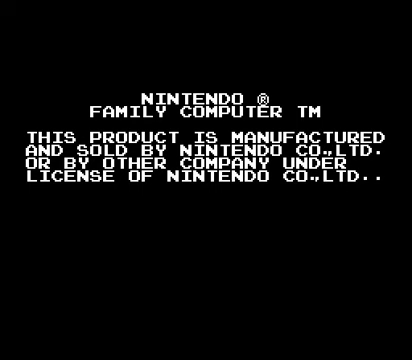 NINTENDO ®
FAMILY COMPUTER TM
THIS PRODUCT IS MANUFACTURED
AND SOLD BY NINTENDO CO.,LTD.
OR BY OTHER COMPANY UNDER
LICENSE OF NINTENDO CO.,LTD..